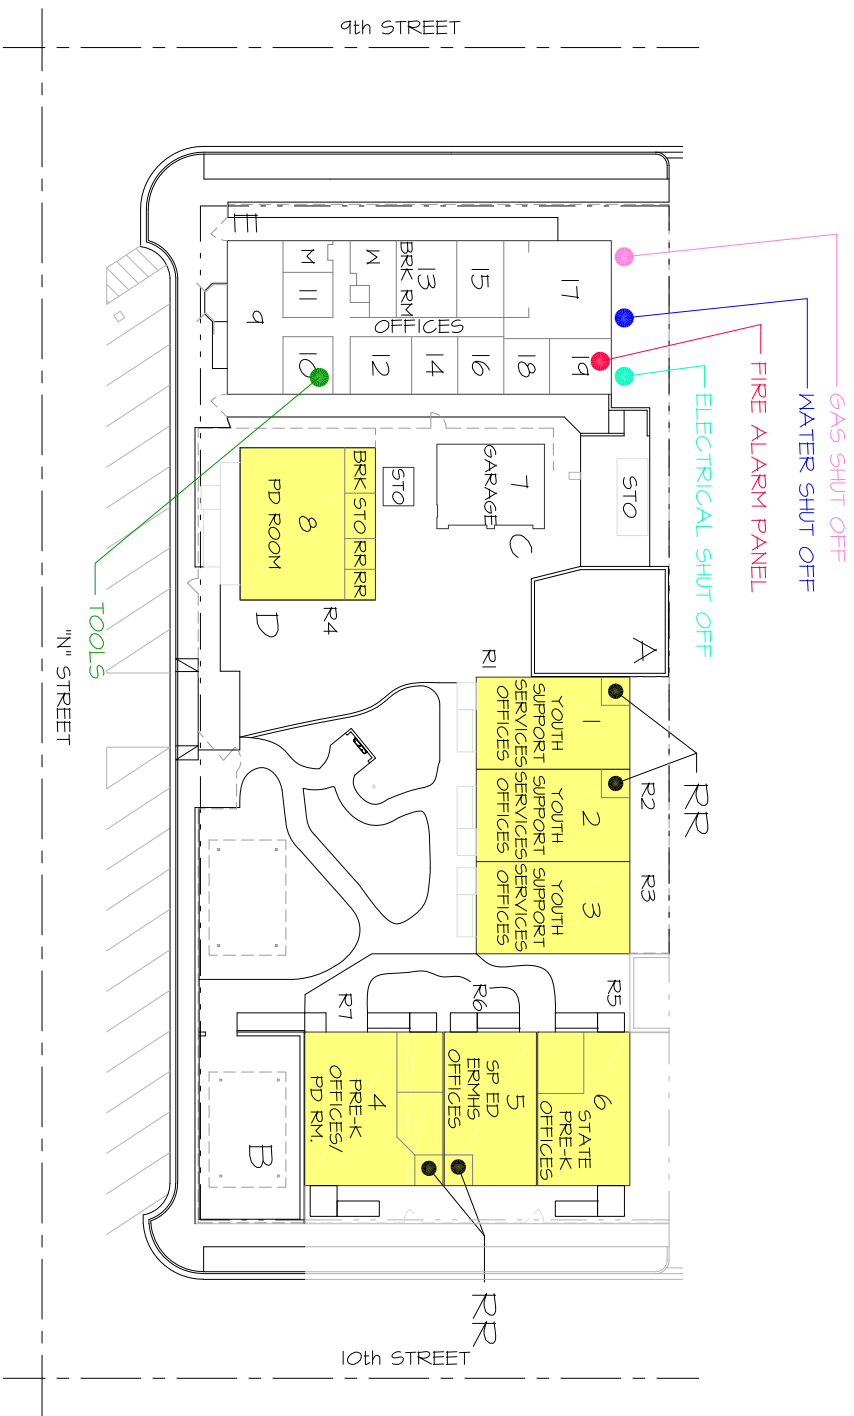 9th STREET
GAS SHUT OFF
WATER SHUT OFF
FIRE ALARM PANEL
ELECTRICAL SHUT OFF
TOOLS
"N" STREET
E
M
11
9
10
W
BRK RM
13
15
17
OFFICES
12
14
16
18
19
BRK
STO
RR
RR
8
PD ROOM
STO
7
GARAGE
C
STO
A
D
R4
R1
1
YOUTH
SUPPORT
SERVICES
OFFICES
2
YOUTH
SUPPORT
SERVICES
OFFICES
3
YOUTH
SUPPORT
SERVICES
OFFICES
RR
R2
R3
R5
R6
R7
4
PRE-K
OFFICES/
PD RM.
5
SP ED
ERMHS
OFFICES
6
STATE
PRE-K
OFFICES
B
RR
10th STREET